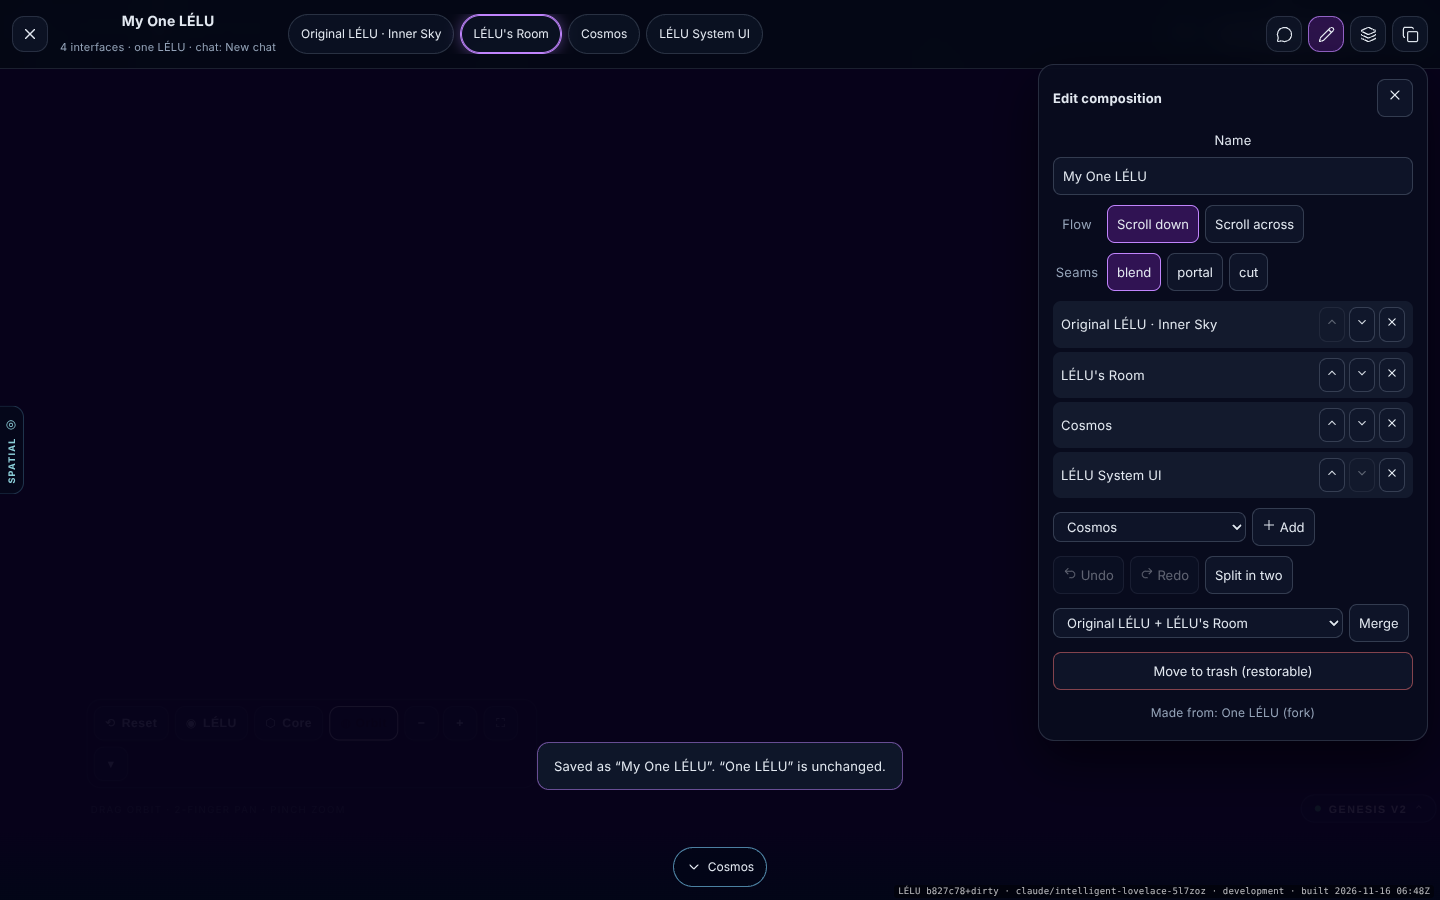 My One LÉLU
4 interfaces · one LÉLU · chat: New chat
Original LÉLU · Inner Sky
LÉLU's Room
Cosmos
LÉLU System UI
Edit composition
Name
My One LÉLU
Flow
Scroll down
Scroll across
Seams
blend
portal
cut
Original LÉLU · Inner Sky
LÉLU's Room
Cosmos
LÉLU System UI
Cosmos
Add
Undo
Redo
Split in two
Original LÉLU + LÉLU's Room
Merge
Move to trash (restorable)
Made from: One LÉLU (fork)
SPATIAL
Reset
LÉLU
Core
Saved as “My One LÉLU”. “One LÉLU” is unchanged.
GENESIS V2
Cosmos
LÉLU b827c78+dirty · claude/intelligent-lovelace-5l7zoz · development · built 2026-11-16 06:48Z